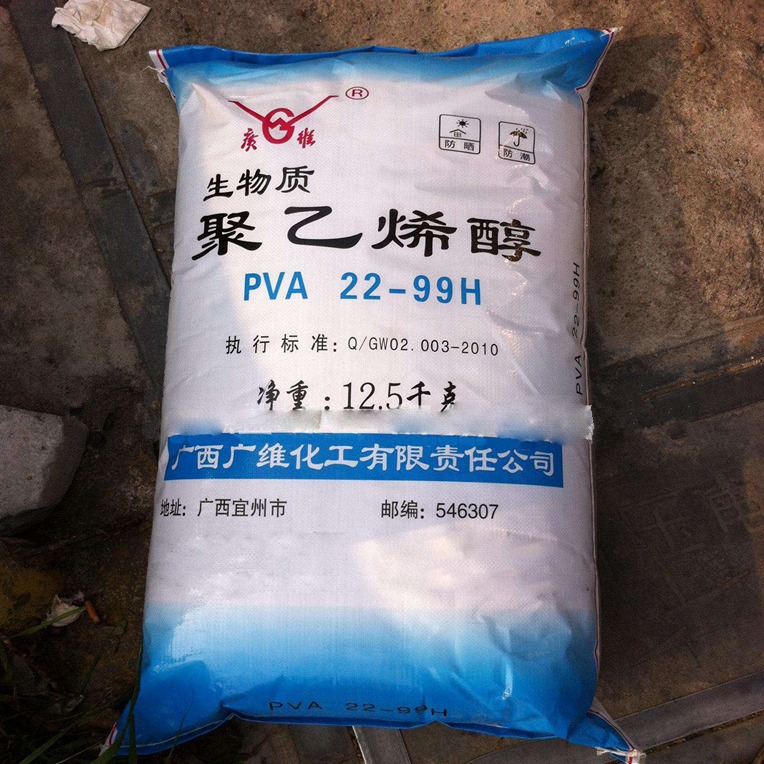 ®
廣維
防晒
防潮
生物质
聚乙烯醇
PVA 22-99H
执行标准: Q/GW02.003-2010
净重:12.5千克
广西广维化工有限责任公司
地址: 广西宜州市 邮编: 546307
PVA 22-99H
PVA 22-99H